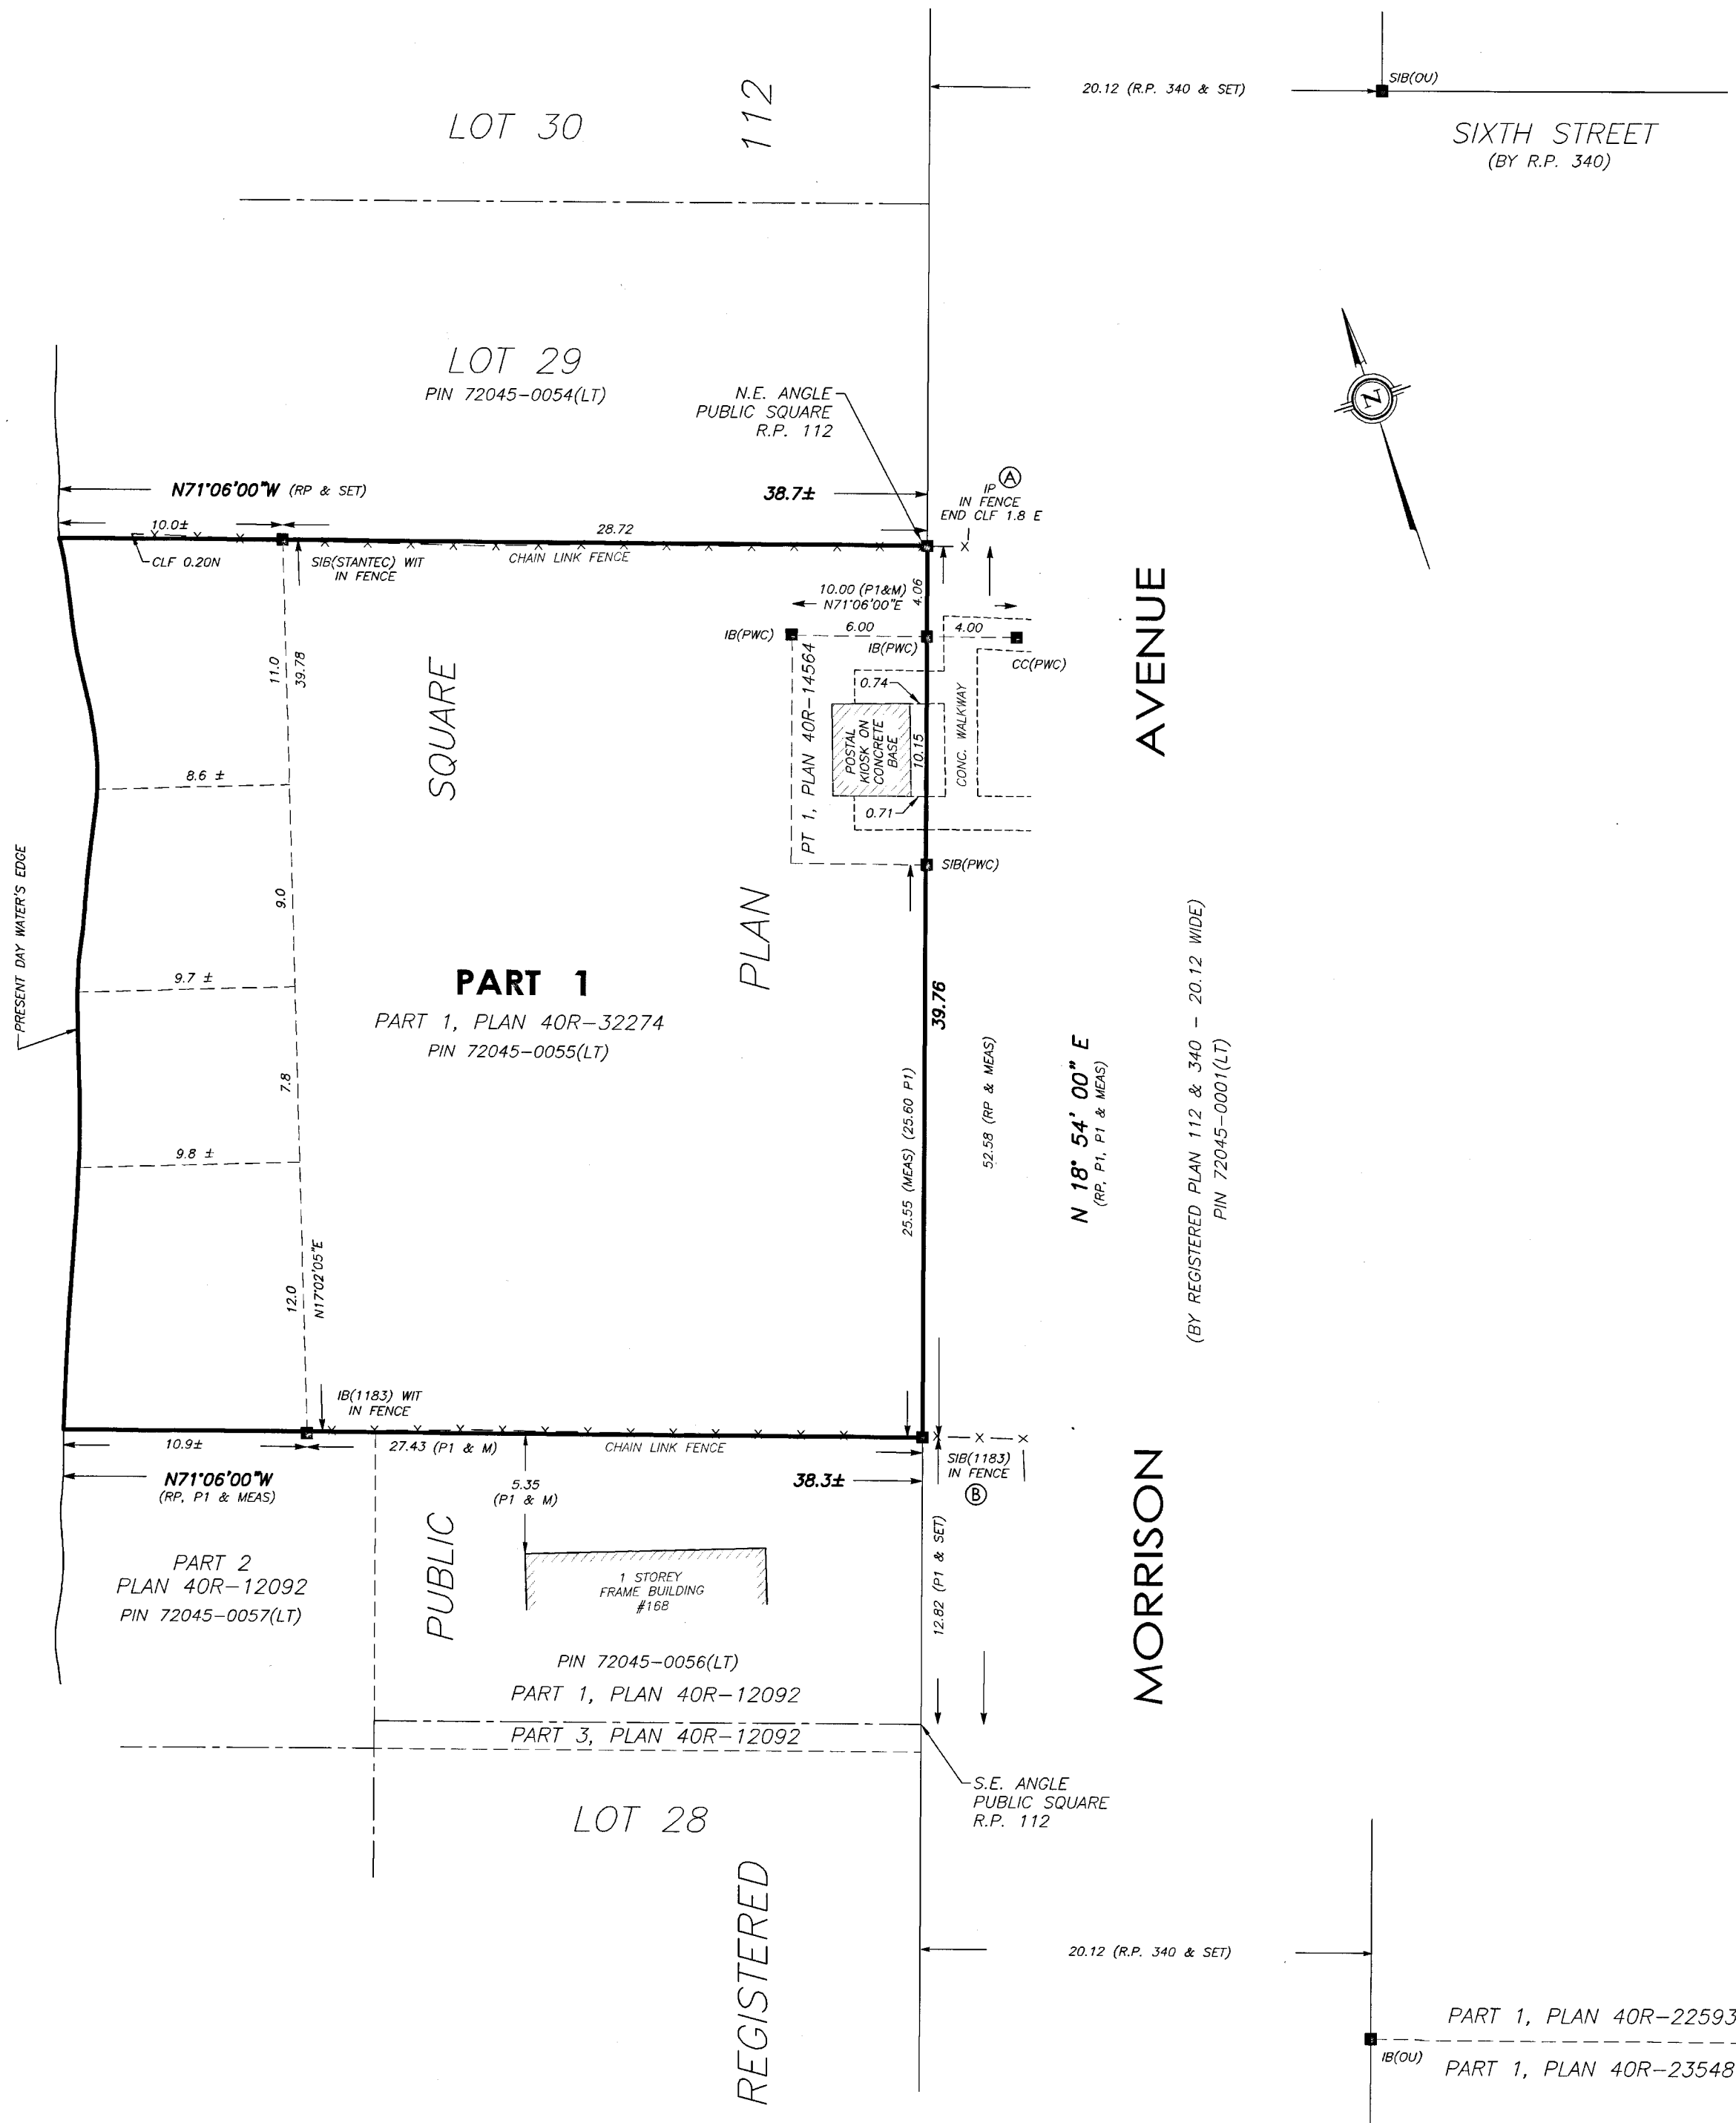 20.12 (R.P. 340 & SET)
SIB(OU)
SIXTH STREET
(BY R.P. 340)
LOT 30
112
LOT 29
PIN 72045-0054(LT)
N.E. ANGLE
PUBLIC SQUARE
R.P. 112
N
N71°06'00"W (RP & SET)
38.7±
A
IP
IN FENCE
END CLF 1.8 E
10.0±
28.72
CLF 0.20N
SIB(STANTEC) WIT
IN FENCE
CHAIN LINK FENCE
10.00 (P1&M)
N71°06'00"E
4.06
IB(PWC)
6.00
IB(PWC)
4.00
CC(PWC)
11.0
39.78
SQUARE
PT 1, PLAN 40R-14564
0.74
POSTAL
KIOSK ON
CONCRETE
BASE
10.15
CONC. WALKWAY
0.71
SIB(PWC)
AVENUE
8.6 ±
PRESENT DAY WATER'S EDGE
9.0
PLAN
9.7 ±
PART 1
PART 1, PLAN 40R-32274
PIN 72045-0055(LT)
39.76
7.8
25.55 (MEAS) (25.60 P1)
52.58 (RP & MEAS)
N 18° 54' 00" E
(RP, P1, P1 & MEAS)
(BY REGISTERED PLAN 112 & 340 - 20.12 WIDE)
PIN 72045-0001(LT)
9.8 ±
12.0
N17°02'05"E
IB(1183) WIT
IN FENCE
10.9±
27.43 (P1 & M)
CHAIN LINK FENCE
N71°06'00"W
(RP, P1 & MEAS)
5.35
(P1 & M)
38.3±
SIB(1183)
IN FENCE
B
12.82 (P1 & SET)
MORRISON
PART 2
PLAN 40R-12092
PIN 72045-0057(LT)
PUBLIC
1 STOREY
FRAME BUILDING
#168
PIN 72045-0056(LT)
PART 1, PLAN 40R-12092
PART 3, PLAN 40R-12092
S.E. ANGLE
PUBLIC SQUARE
R.P. 112
LOT 28
REGISTERED
20.12 (R.P. 340 & SET)
PART 1, PLAN 40R-22593
IB(OU)
PART 1, PLAN 40R-23548